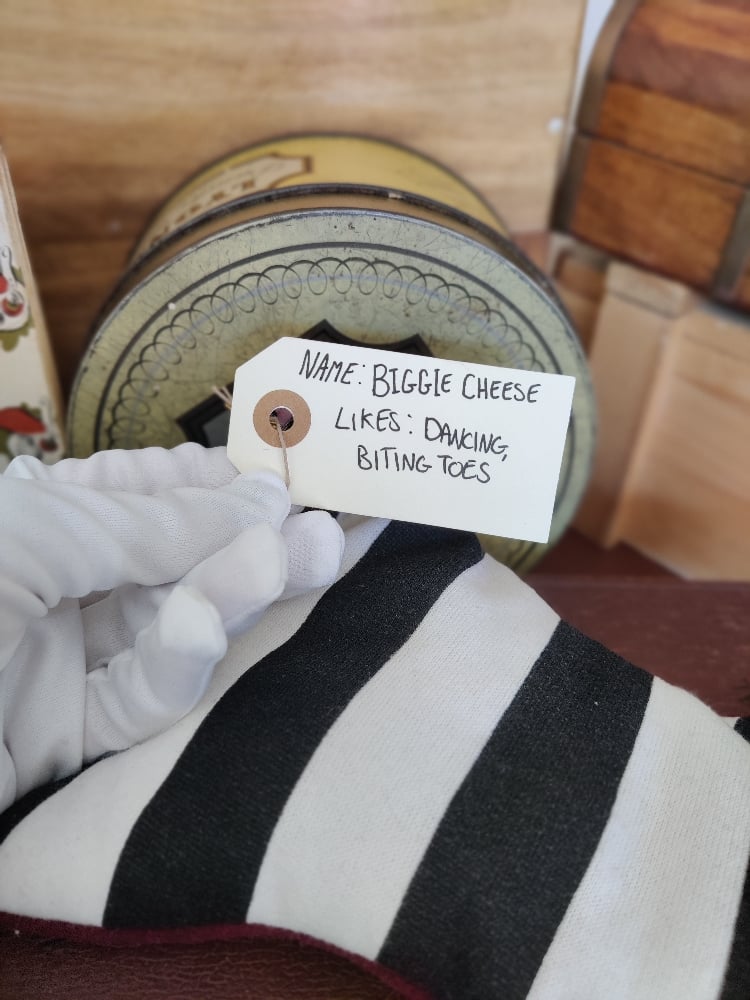 NAME: BIGGIE CHEESE
LIKES: DANCING,
BITING TOES